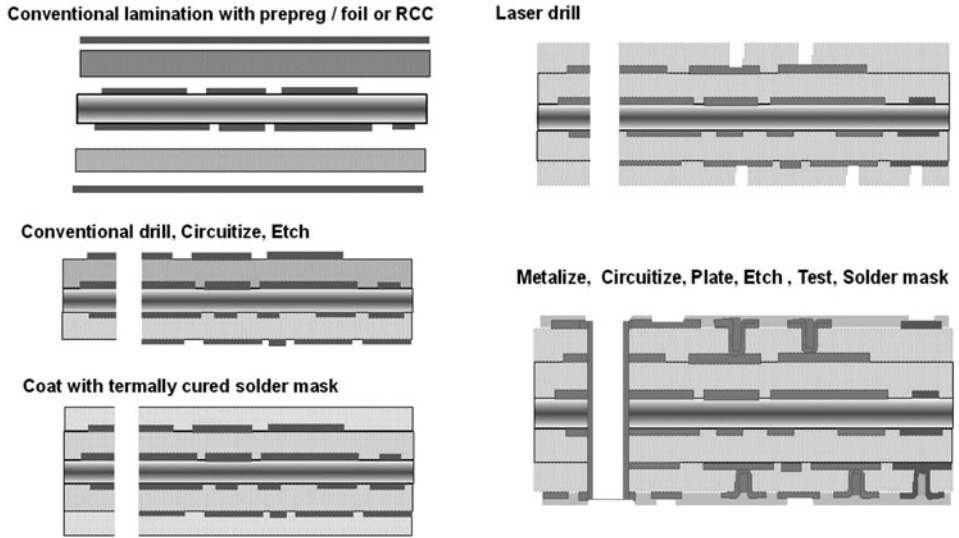 Conventional lamination with prepreg / foil or RCC
Conventional drill, Circuitize, Etch
Coat with termally cured solder mask
Laser drill
Metalize, Circuitize, Plate, Etch , Test, Solder mask